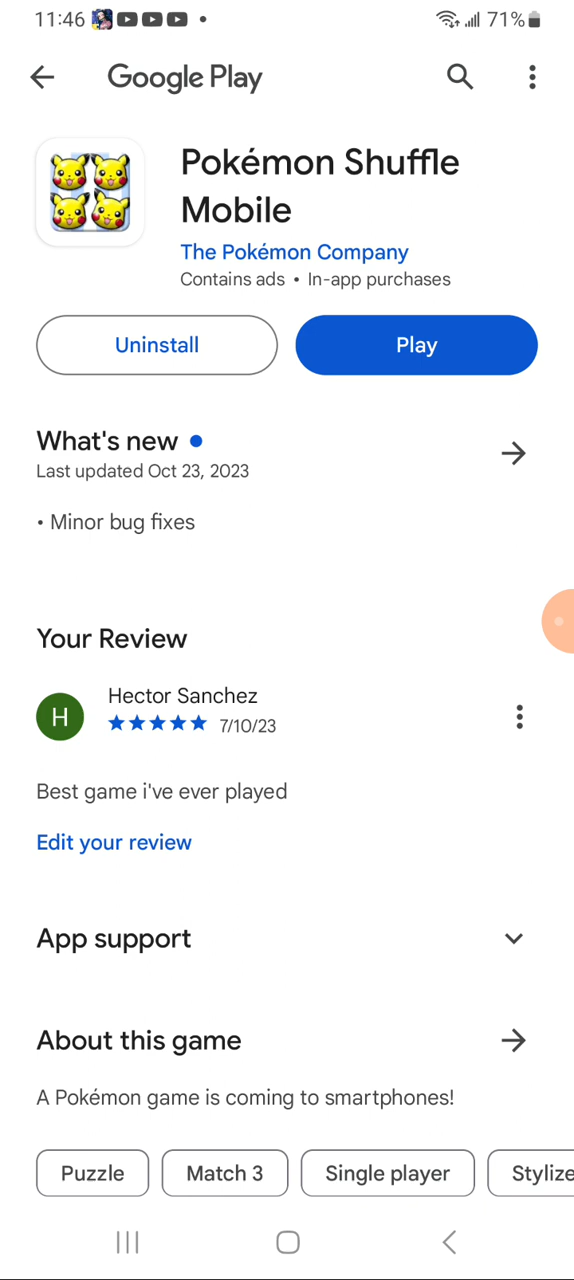 11:46 • 71%
Google Play
Pokémon Shuffle
Mobile
The Pokémon Company
Contains ads • In-app purchases
Uninstall Play
What's new
Last updated Oct 23, 2023
• Minor bug fixes
Your Review
H Hector Sanchez
7/10/23
Best game i've ever played
Edit your review
App support
About this game
A Pokémon game is coming to smartphones!
Puzzle Match 3 Single player Stylize